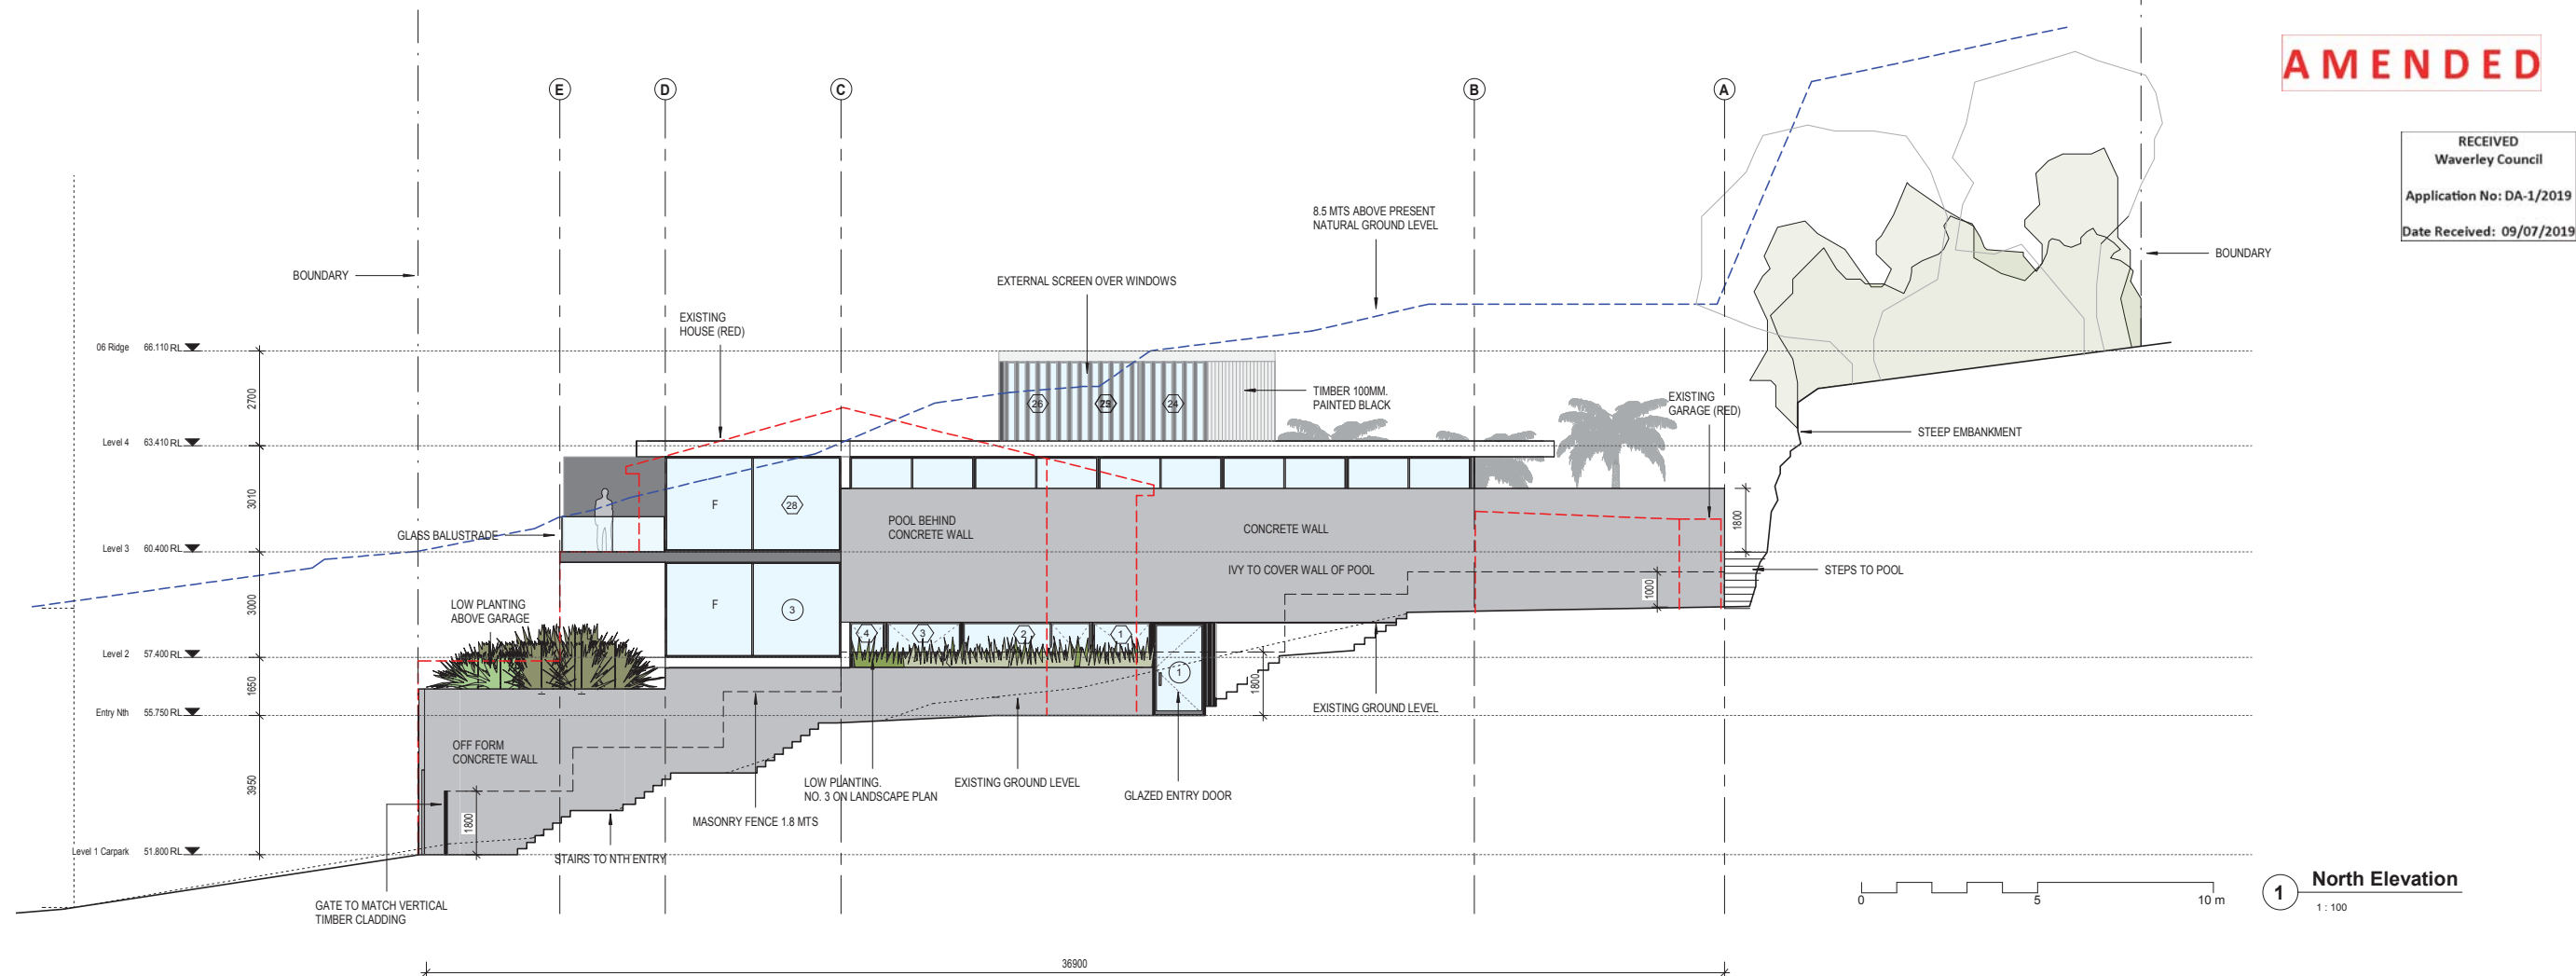 AMENDED
RECEIVED
Waverley Council
Application No: DA-1/2019
Date Received: 09/07/2019
E
D
C
B
A
8.5 MTS ABOVE PRESENT
NATURAL GROUND LEVEL
BOUNDARY
BOUNDARY
EXTERNAL SCREEN OVER WINDOWS
EXISTING
HOUSE (RED)
06 Ridge 66.110 RL
2700
26
24
TIMBER 100MM.
PAINTED BLACK
EXISTING
GARAGE (RED)
STEEP EMBANKMENT
Level 4 63.410 RL
3010
F
28
POOL BEHIND
CONCRETE WALL
CONCRETE WALL
1800
GLASS BALUSTRADE
Level 3 60.400 RL
IVY TO COVER WALL OF POOL
STEPS TO POOL
1000
3000
LOW PLANTING
ABOVE GARAGE
F
3
4
3
2
1
Level 2 57.400 RL
1650
1
1800
Entry Nth 55.750 RL
EXISTING GROUND LEVEL
OFF FORM
CONCRETE WALL
3950
LOW PLANTING.
NO. 3 ON LANDSCAPE PLAN
EXISTING GROUND LEVEL
GLAZED ENTRY DOOR
MASONRY FENCE 1.8 MTS
1800
Level 1 Carpark 51.800 RL
STAIRS TO NTH ENTRY
GATE TO MATCH VERTICAL
TIMBER CLADDING
0 5 10 m
1 North Elevation
1 : 100
36900